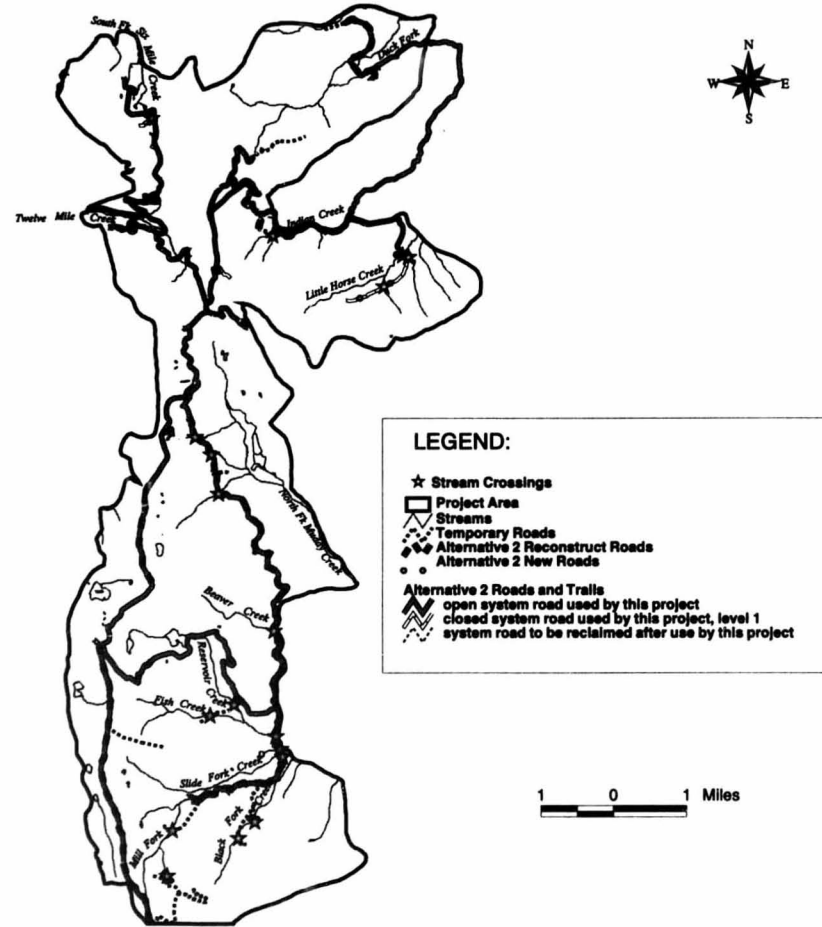 South Fk Six Mile Creek
Duck Fork
N
W E
S
Twelve Mile Creek
Indian Creek
Little Horse Creek
LEGEND:
Stream Crossings
Project Area
Streams
Temporary Roads
Alternative 2 Reconstruct Roads
Alternative 2 New Roads
Alternative 2 Roads and Trails
open system road used by this project
closed system road used by this project, level 1
system road to be reclaimed after use by this project
North Fk Muddy Creek
Beaver Creek
Reservoir Creek
Fish Creek
Slide Fork Creek
Black Fork Creek
Mill Fork
1 0 1 Miles